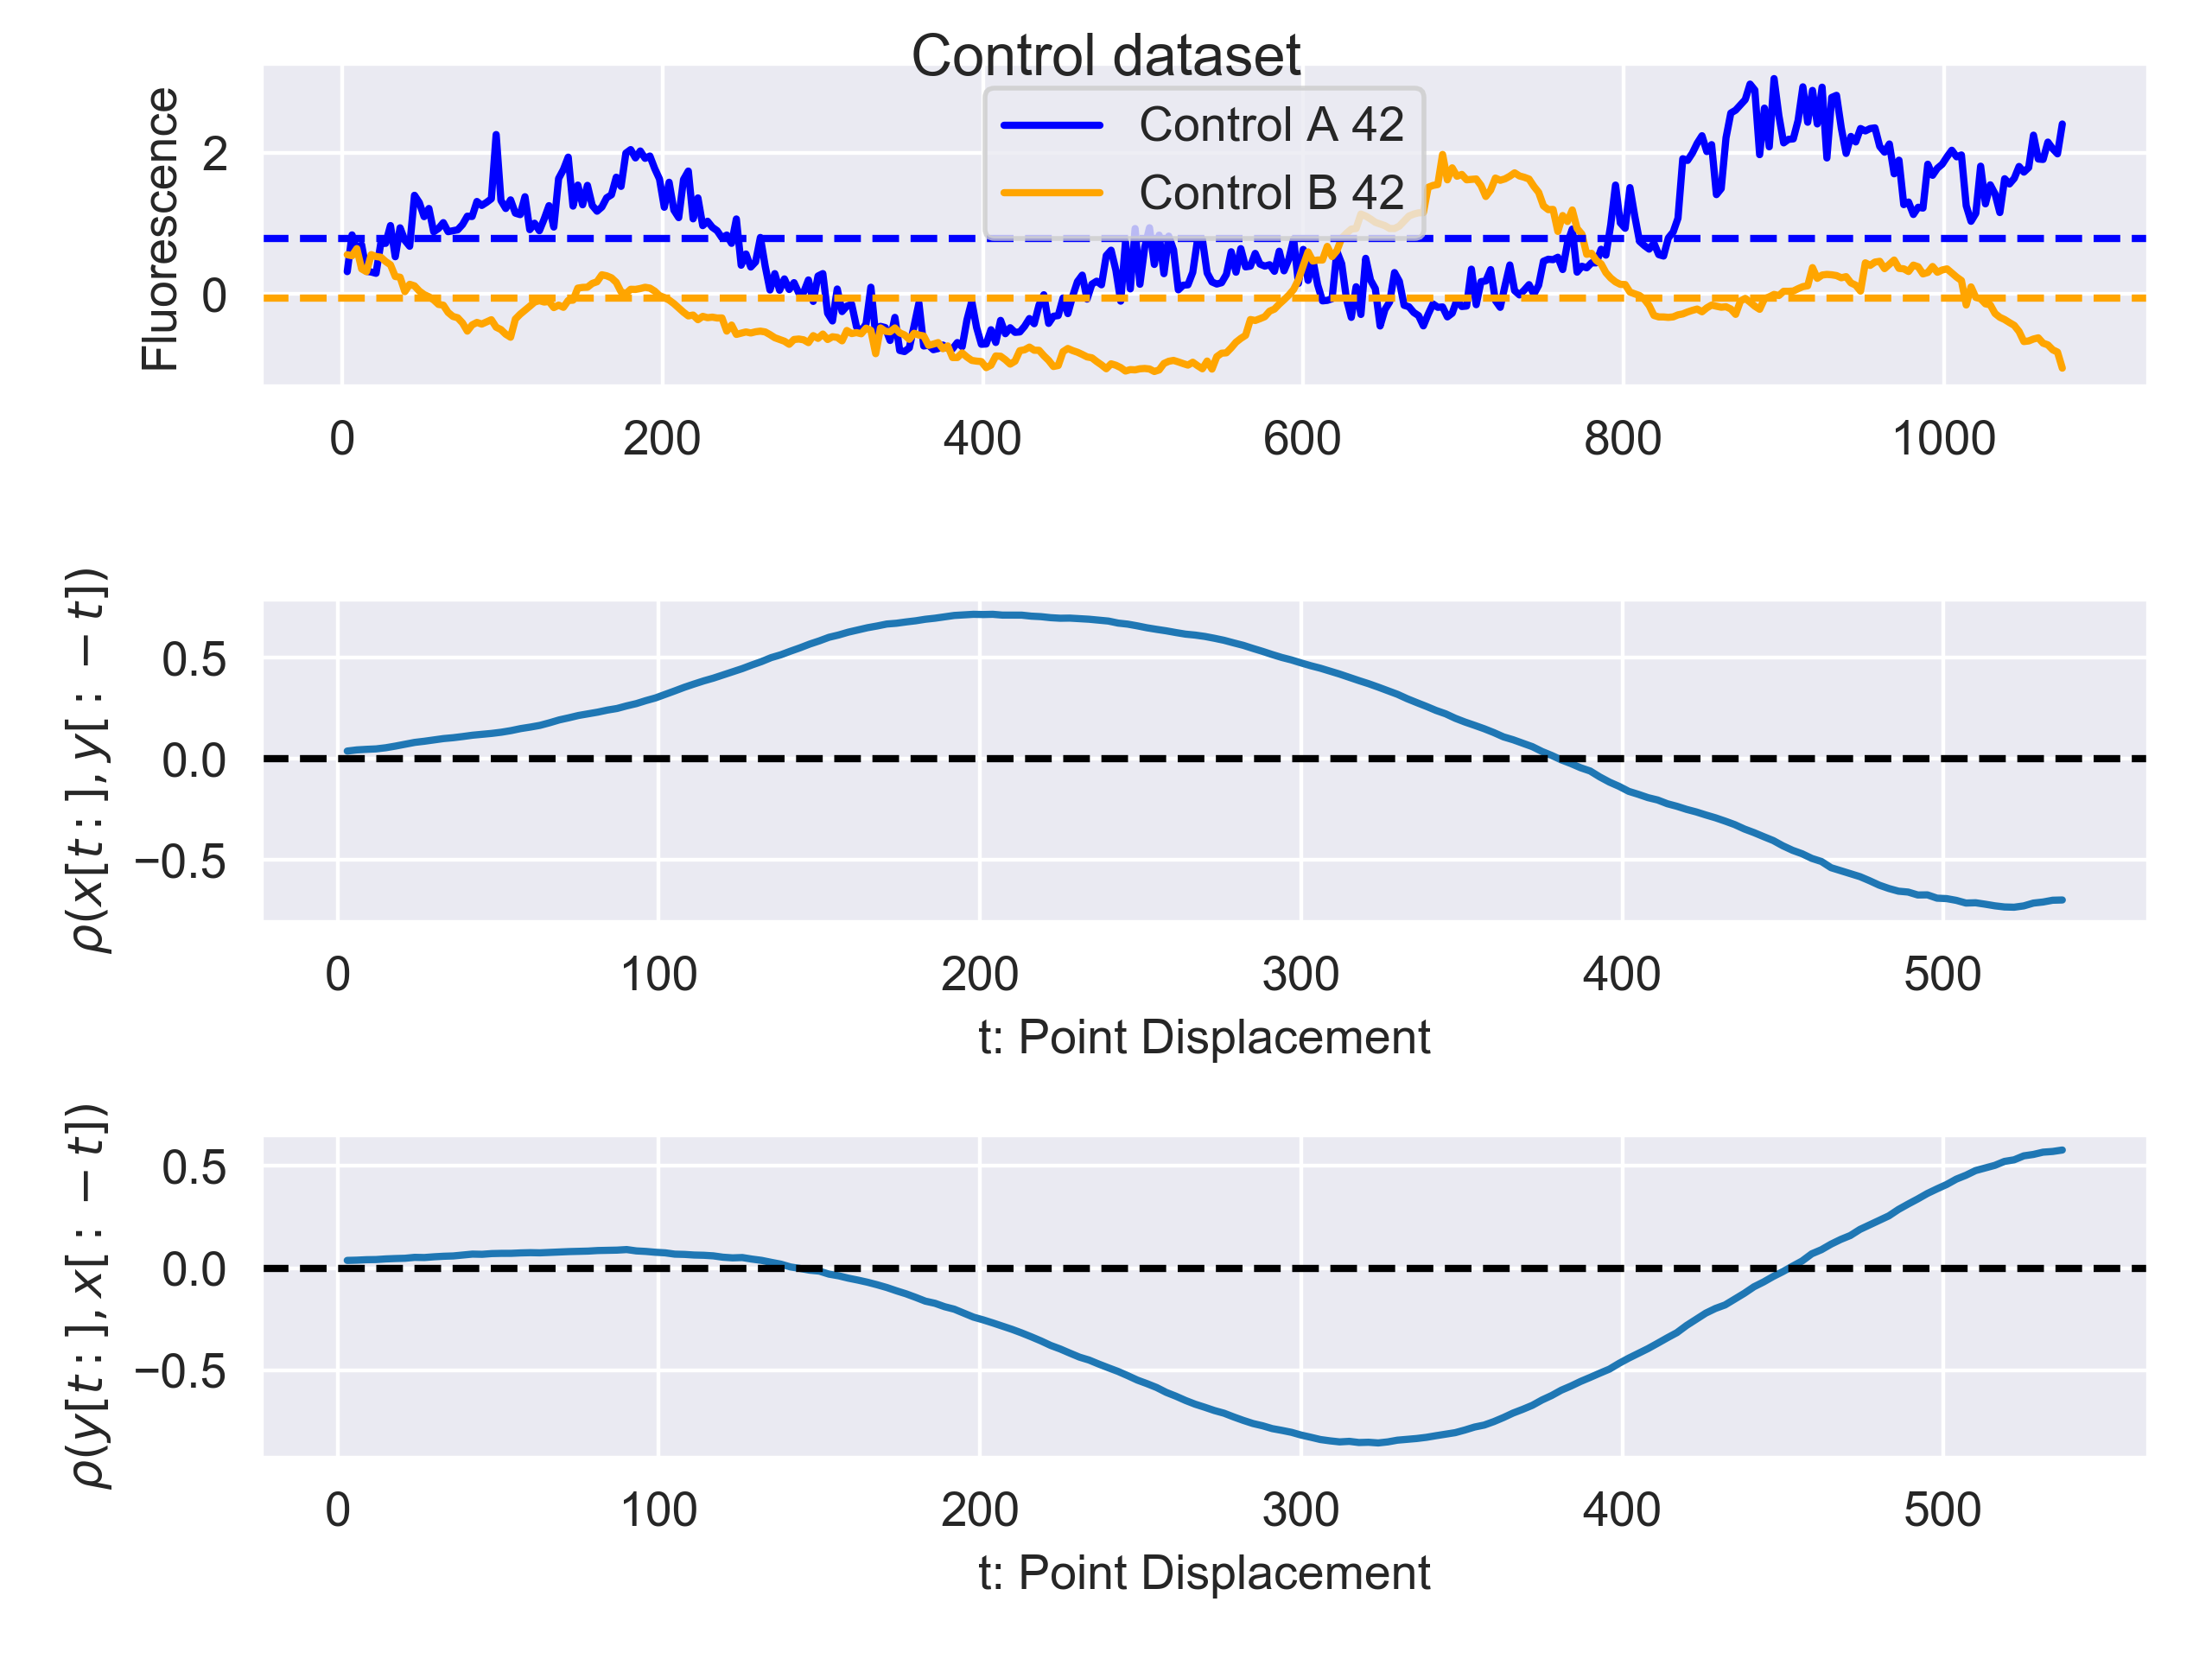 Control dataset
Control A 42
Control B 42
Fluorescence
2
0
0 200 400 600 800 1000
ρ(x[t:], y[:−t])
0.5
0.0
−0.5
0 100 200 300 400 500
t: Point Displacement
ρ(y[t:], x[:−t])
0.5
0.0
−0.5
0 100 200 300 400 500
t: Point Displacement